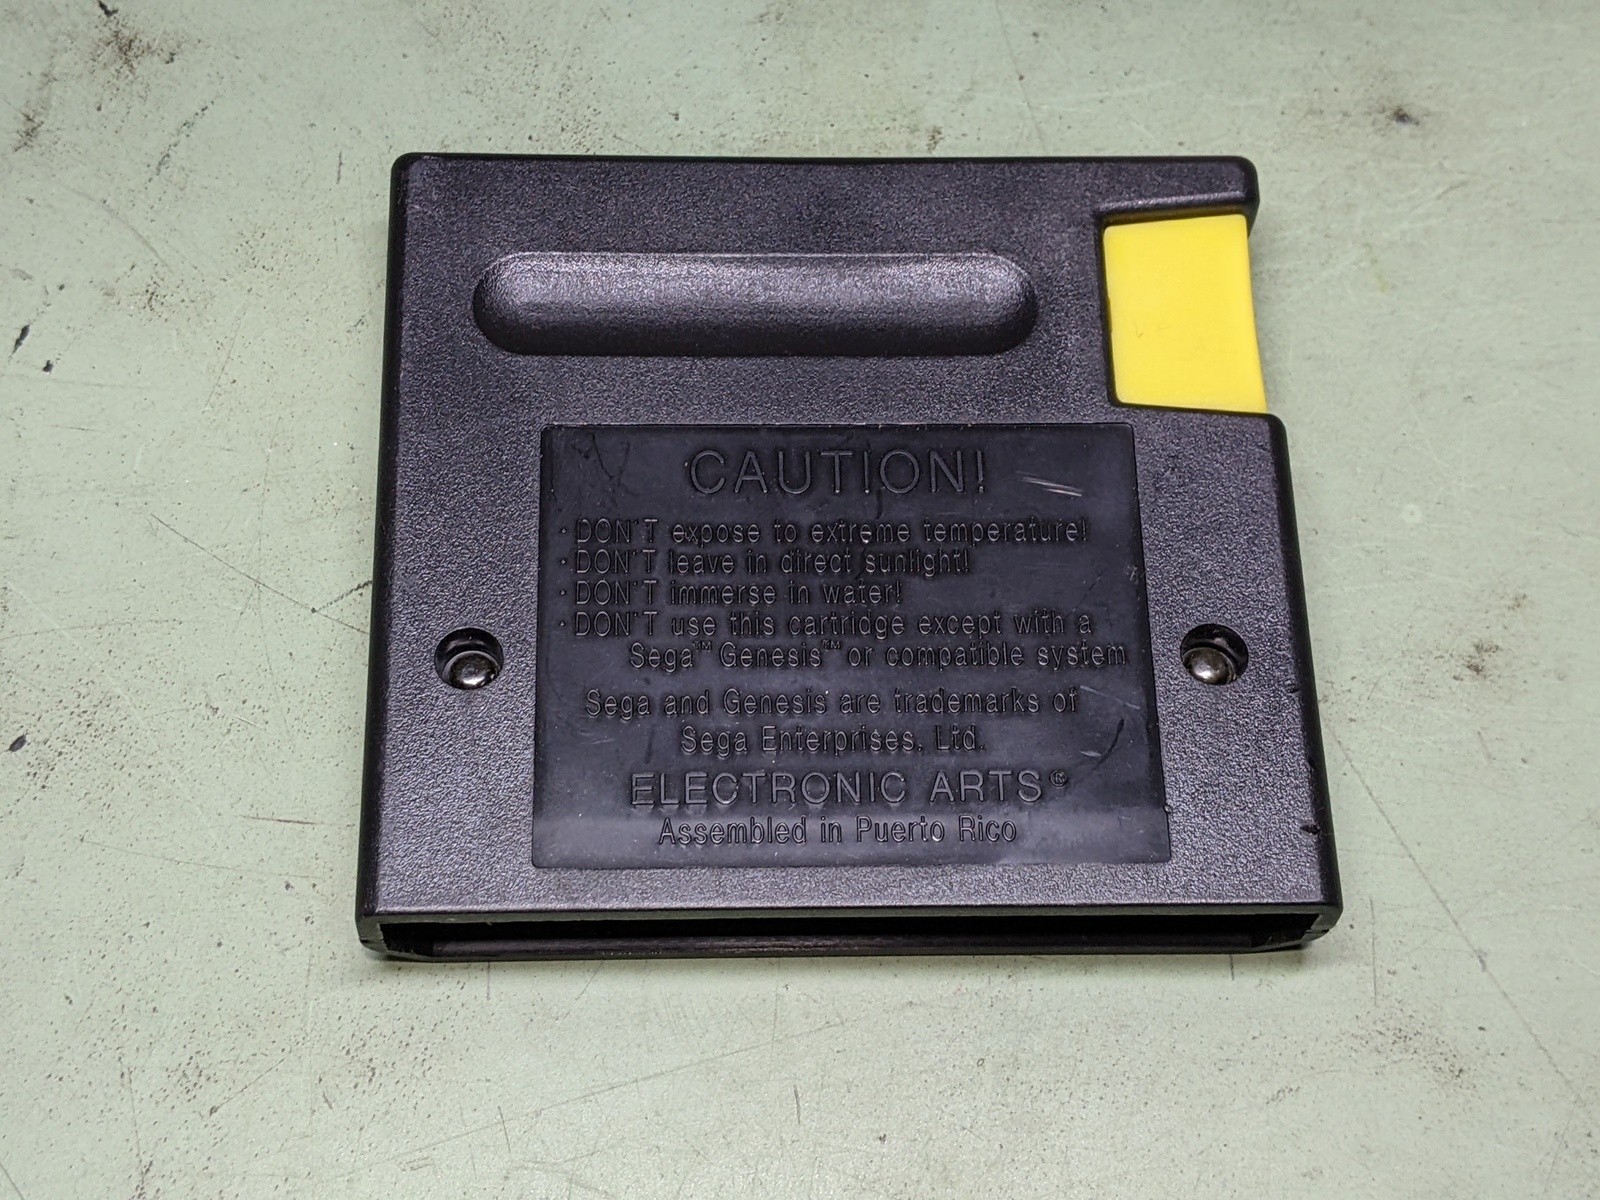 CAUTION!
· DON'T expose to extreme temperature!
· DON'T leave in direct sunlight!
· DON'T immerse in water!
· DON'T use this cartridge except with a
Sega™ Genesis™ or compatible system
Sega and Genesis are trademarks of
Sega Enterprises, Ltd.
ELECTRONIC ARTS®
Assembled in Puerto Rico